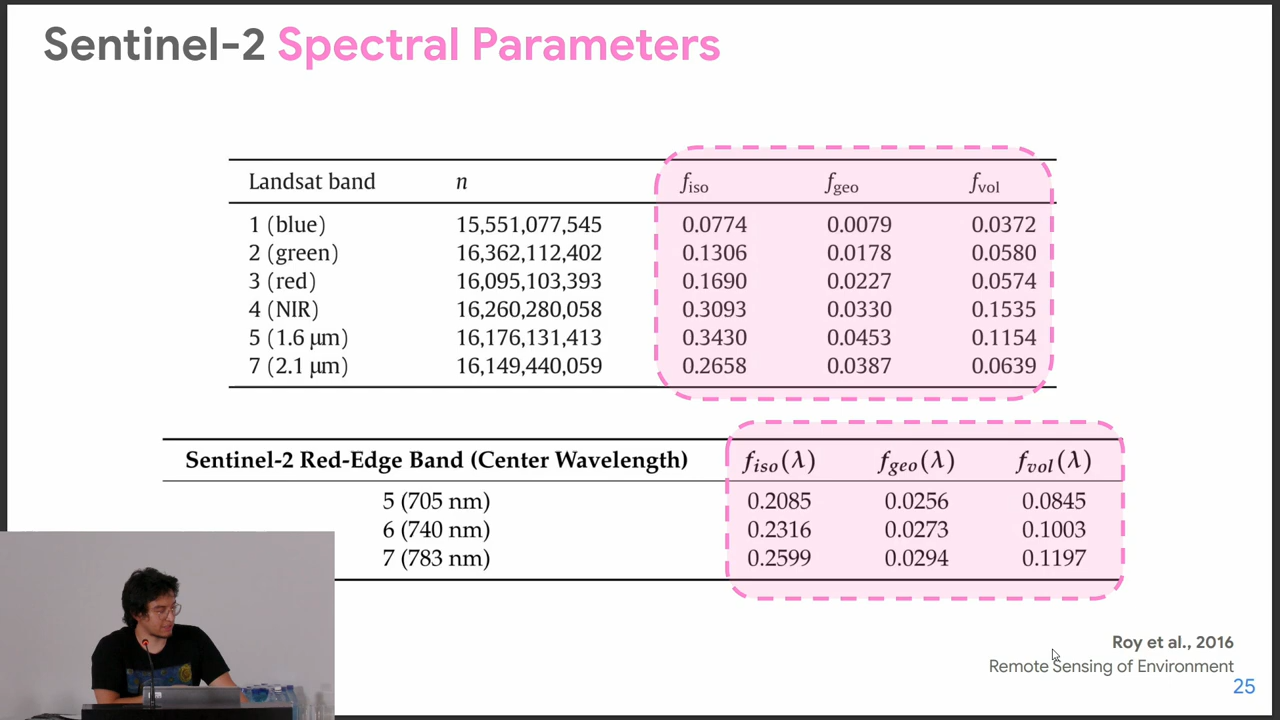 Sentinel-2 Spectral Parameters
Landsat band n fiso fgeo fvol
1 (blue) 15,551,077,545 0.0774 0.0079 0.0372
2 (green) 16,362,112,402 0.1306 0.0178 0.0580
3 (red) 16,095,103,393 0.1690 0.0227 0.0574
4 (NIR) 16,260,280,058 0.3093 0.0330 0.1535
5 (1.6 μm) 16,176,131,413 0.3430 0.0453 0.1154
7 (2.1 μm) 16,149,440,059 0.2658 0.0387 0.0639
Sentinel-2 Red-Edge Band (Center Wavelength) fiso(λ) fgeo(λ) fvol(λ)
5 (705 nm) 0.2085 0.0256 0.0845
6 (740 nm) 0.2316 0.0273 0.1003
7 (783 nm) 0.2599 0.0294 0.1197
Roy et al., 2016
Remote Sensing of Environment
25